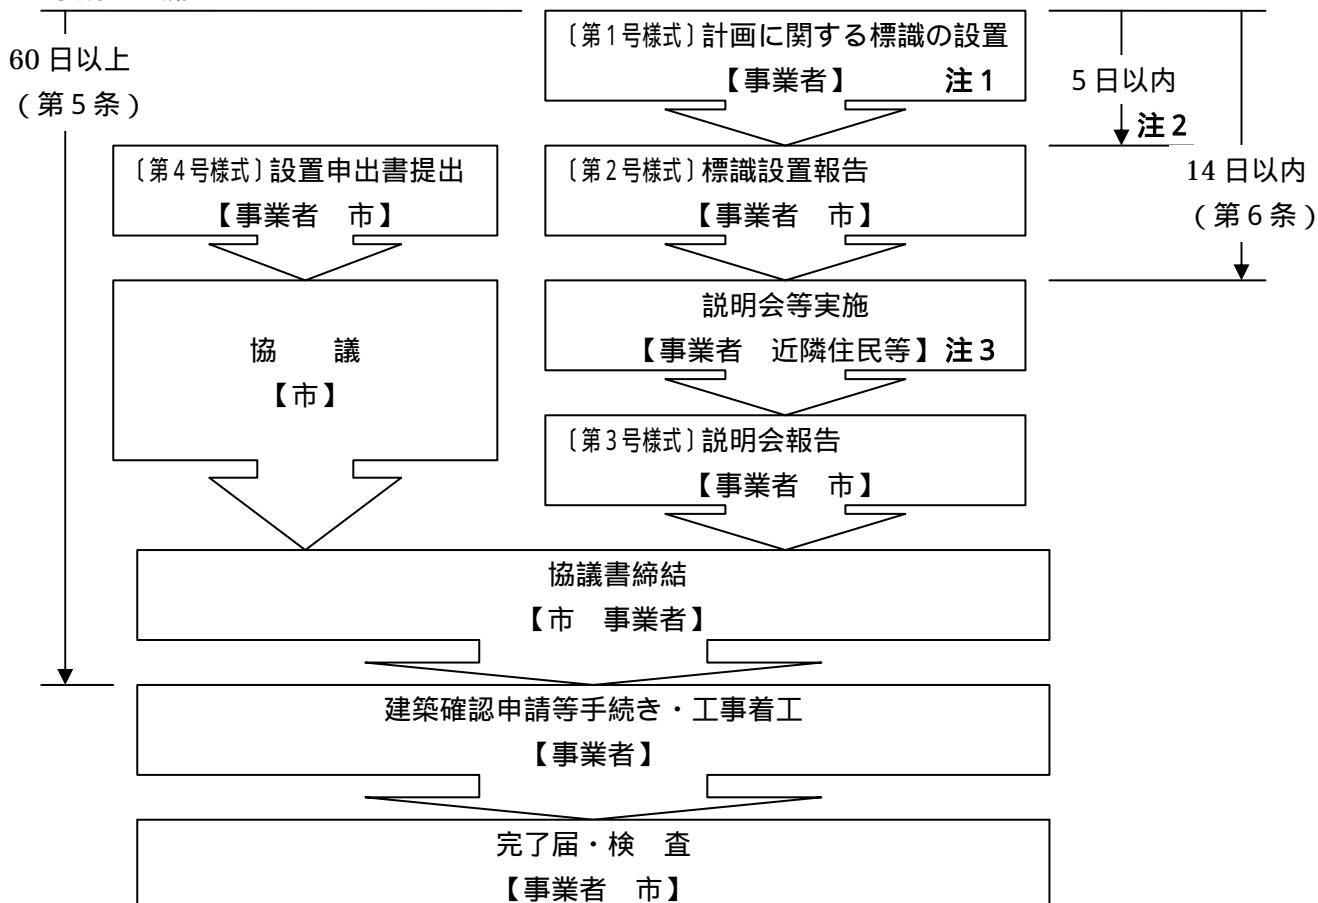 60 日以上
（第５条）
〔第1号様式〕計画に関する標識の設置
【事業者】　注１
５日以内
注２
14 日以内
（第６条）
〔第4号様式〕設置申出書提出
【事業者　市】
〔第2号様式〕標識設置報告
【事業者　市】
協　　議
【市】
説明会等実施
【事業者　近隣住民等】注３
〔第3号様式〕説明会報告
【事業者　市】
協議書締結
【市　事業者】
建築確認申請等手続き・工事着工
【事業者】
完了届・検　査
【事業者　市】